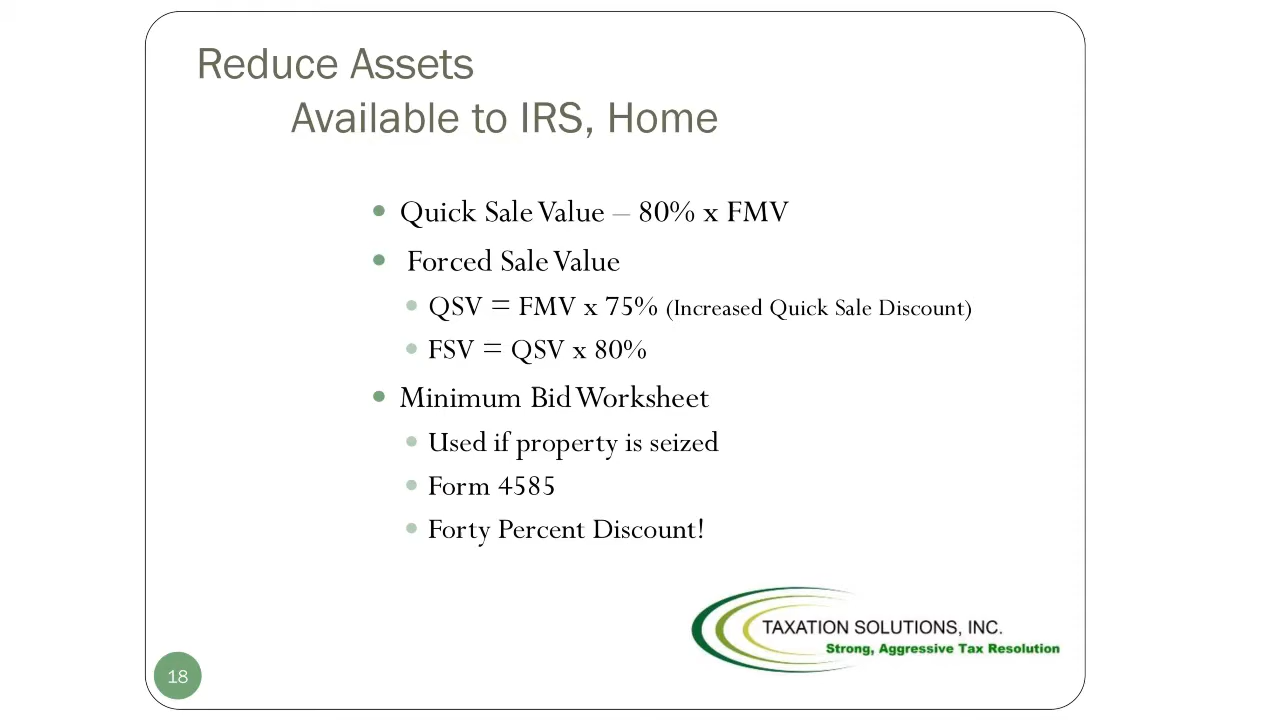 Reduce Assets
Available to IRS, Home
Quick Sale Value – 80% x FMV
Forced Sale Value
QSV = FMV x 75% (Increased Quick Sale Discount)
FSV = QSV x 80%
Minimum Bid Worksheet
Used if property is seized
Form 4585
Forty Percent Discount!
TAXATION SOLUTIONS, INC.
Strong, Aggressive Tax Resolution
18